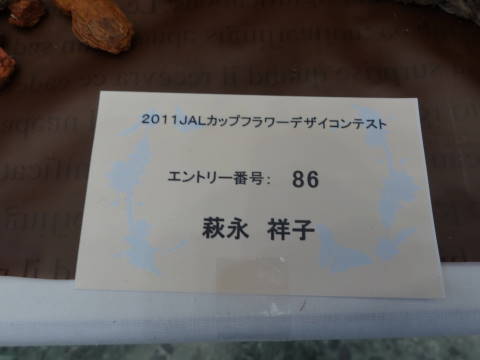 2011JALカップフラワーデザイコンテスト
エントリー番号： 86
萩永 祥子